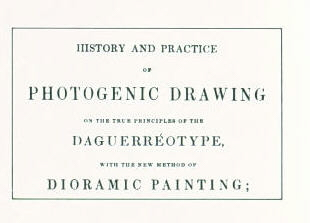 HISTORY AND PRACTICE
OF
PHOTOGENIC DRAWING
ON THE TRUE PRINCIPLES OF THE
DAGUERRÉOTYPE,
WITH THE NEW METHOD OF
DIORAMIC PAINTING;